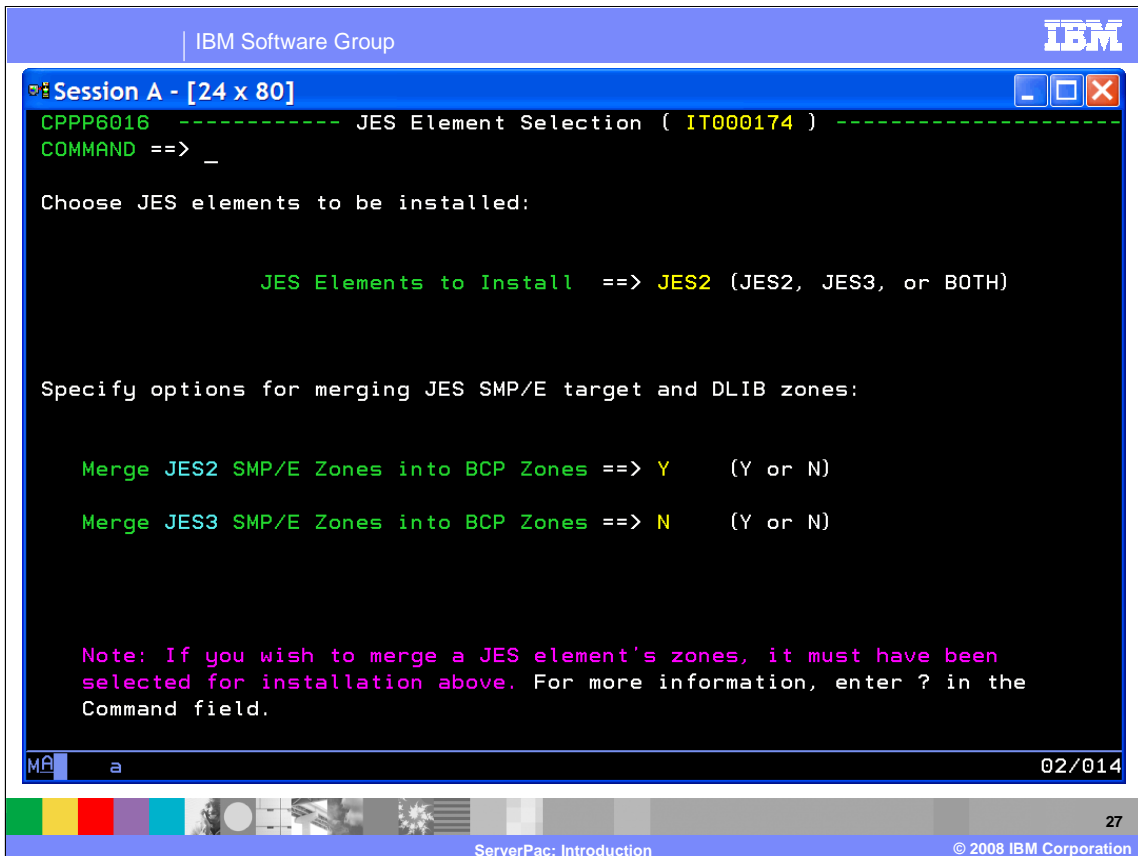 IBM Software Group
IBM
Session A - [24 x 80]
CPPP6016 ------------ JES Element Selection ( IT000174 ) ---------------------
COMMAND ==> _
Choose JES elements to be installed:
JES Elements to Install ==> JES2 (JES2, JES3, or BOTH)
Specify options for merging JES SMP/E target and DLIB zones:
Merge JES2 SMP/E Zones into BCP Zones ==> Y (Y or N)
Merge JES3 SMP/E Zones into BCP Zones ==> N (Y or N)
Note: If you wish to merge a JES element's zones, it must have been
selected for installation above. For more information, enter ? in the
Command field.
MA a 02/014
27
ServerPac: Introduction © 2008 IBM Corporation